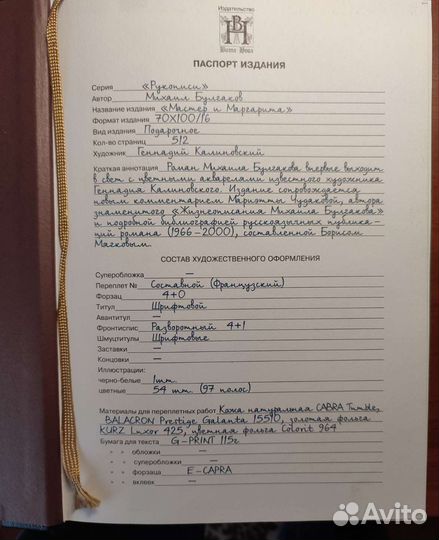 Издательство
Вита Нова
ПАСПОРТ ИЗДАНИЯ
Серия «Рукописи»
Автор Михаил Булгаков
Название издания «Мастер и Маргарита»
Формат издания 70X100/16
Вид издания Подарочное
Кол-во страниц 512
Художник Геннадий Калиновский
Краткая аннотация Роман Михаила Булгакова впервые выходит
в свет с цветными акварелями известного художника
Геннадия Калиновского. Издание сопровождается
новым комментарием Мариэтты Чудаковой, автора
знаменитого «Жизнеописания Михаила Булгакова»
и подробной библиографией русскоязычных публика-
ций романа (1966–2000), составленной Борисом
Мягковым.
СОСТАВ ХУДОЖЕСТВЕННОГО ОФОРМЛЕНИЯ
Суперобложка —
Переплет № Составной (Французский)
Форзац 4+0
Титул Шрифтовой
Авантитул —
Фронтиспис Разворотный 4+1
Шмуцтитулы Шрифтовые
Заставки —
Концовки —
Иллюстрации:
черно-белые 1шт.
цветные 54 шт. (97 полос)
Материалы для переплетных работ Кожа натуральная CABRA Tumble,
BALACRON Prestige Galanta 15510, золотая фольга
KURZ Luxor 425, цветная фольга Colorit 964
Бумага для текста G-PRINT 115г
» » обложки —
» » суперобложки —
» » форзаца E-CAPRA
» » вклеек —
Avito